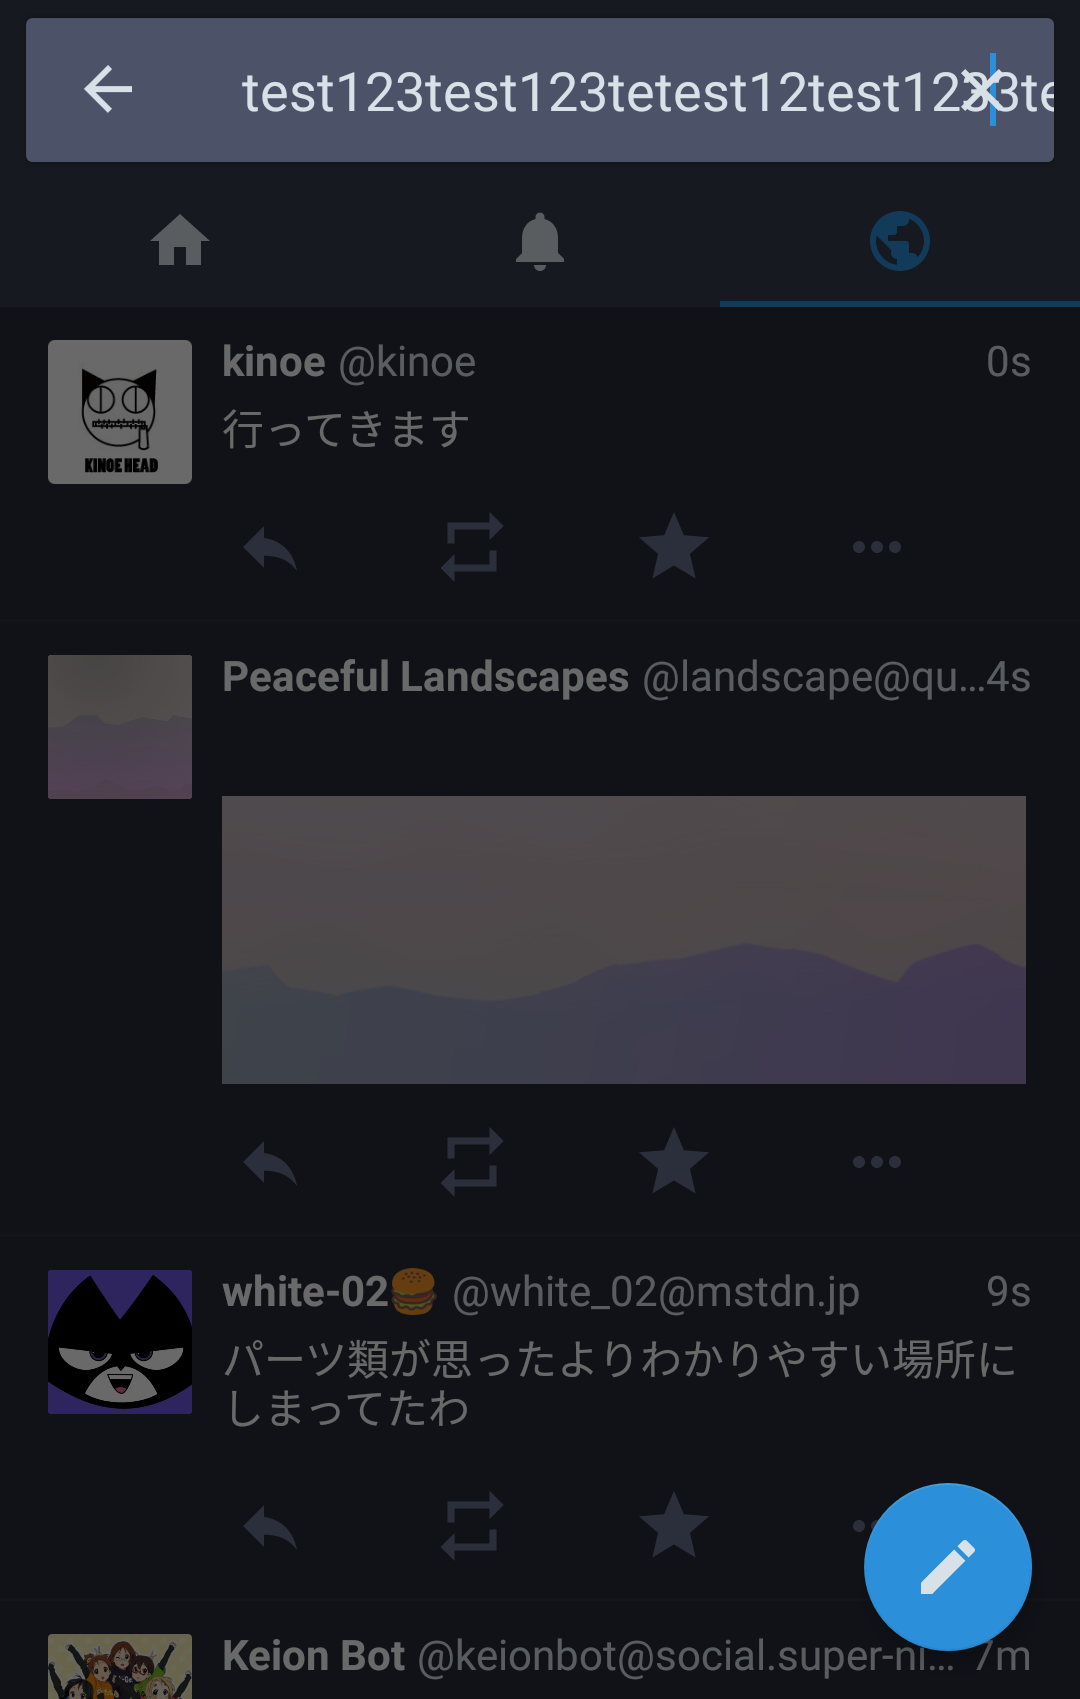 test123test123tetest12test1233te
kinoe @kinoe 0s
行ってきます
KINOE HEAD
Peaceful Landscapes @landscape@qu…4s
white-02🍔 @white_02@mstdn.jp 9s
パーツ類が思ったよりわかりやすい場所に
しまってたわ
Keion Bot @keionbot@social.super-ni… 7m